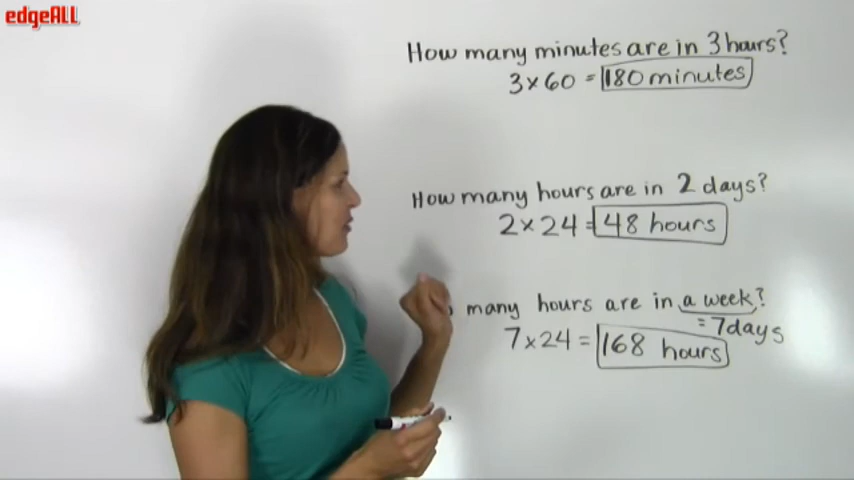 edgeALL
How many minutes are in 3 hours?
3 x 60 = 180 minutes
How many hours are in 2 days?
2 x 24 = 48 hours
many hours are in a week?
= 7 days
7 x 24 = 168 hours